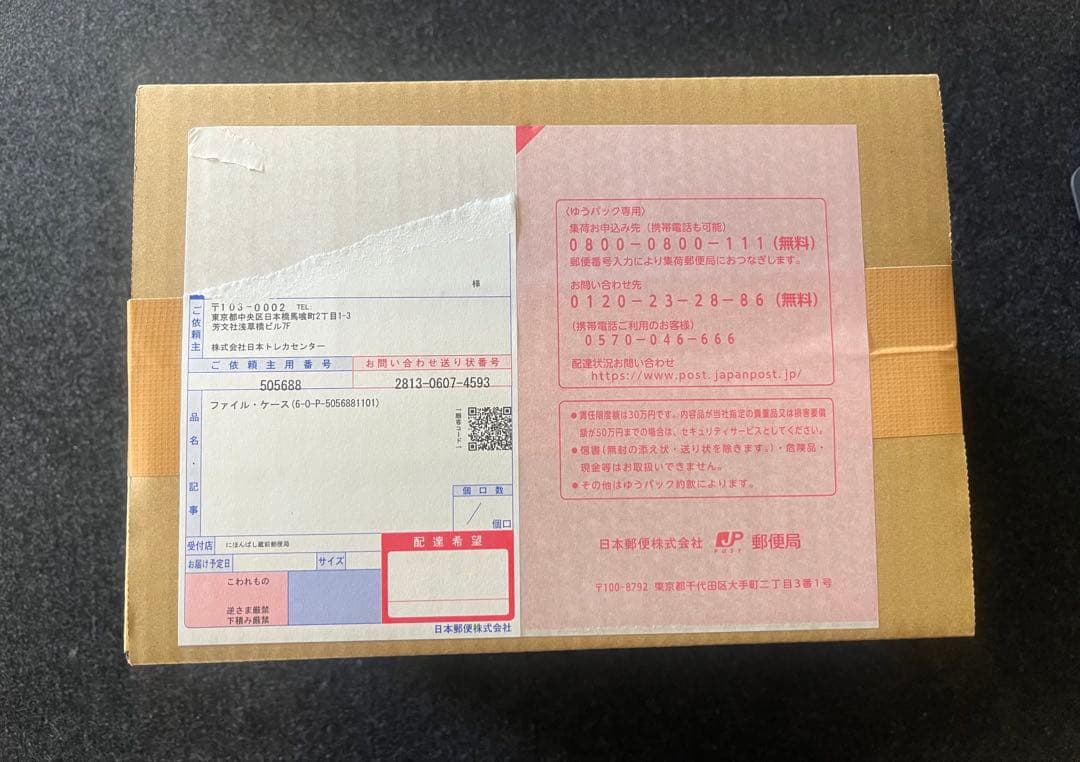 様
ご依頼主
〒103-0002 TEL:
東京都中央区日本橋馬喰町2丁目1-3
芳文社浅草橋ビル7F
株式会社日本トレカセンター
ご依頼主用番号
お問い合わせ送り状番号
505688
2813-0607-4593
品名・記事
ファイル・ケース(6-O-P-5056881101)
個口数
/ 個口
受付店
にほんばし蔵前郵便局
お届け予定日
サイズ
配達希望
こわれもの
逆さま厳禁
下積み厳禁
日本郵便株式会社
〈ゆうパック専用〉
集荷お申込み先(携帯電話も可能)
0800-0800-111(無料)
郵便番号入力により集荷郵便局におつなぎします。
お問い合わせ先
0120-23-28-86(無料)
(携帯電話ご利用のお客様)
0570-046-666
配達状況お問い合わせ
https://www.post.japanpost.jp/
●責任限度額は30万円です。内容品が当社指定の貴重品又は損害要償
額が50万円までの場合は、セキュリティサービスとしてください。
●信書(無封の添え状・送り状を除きます。)・危険品・
現金等はお取扱いできません。
●その他はゆうパック約款によります。
日本郵便株式会社 JP POST 郵便局
〒100-8792 東京都千代田区大手町二丁目3番1号